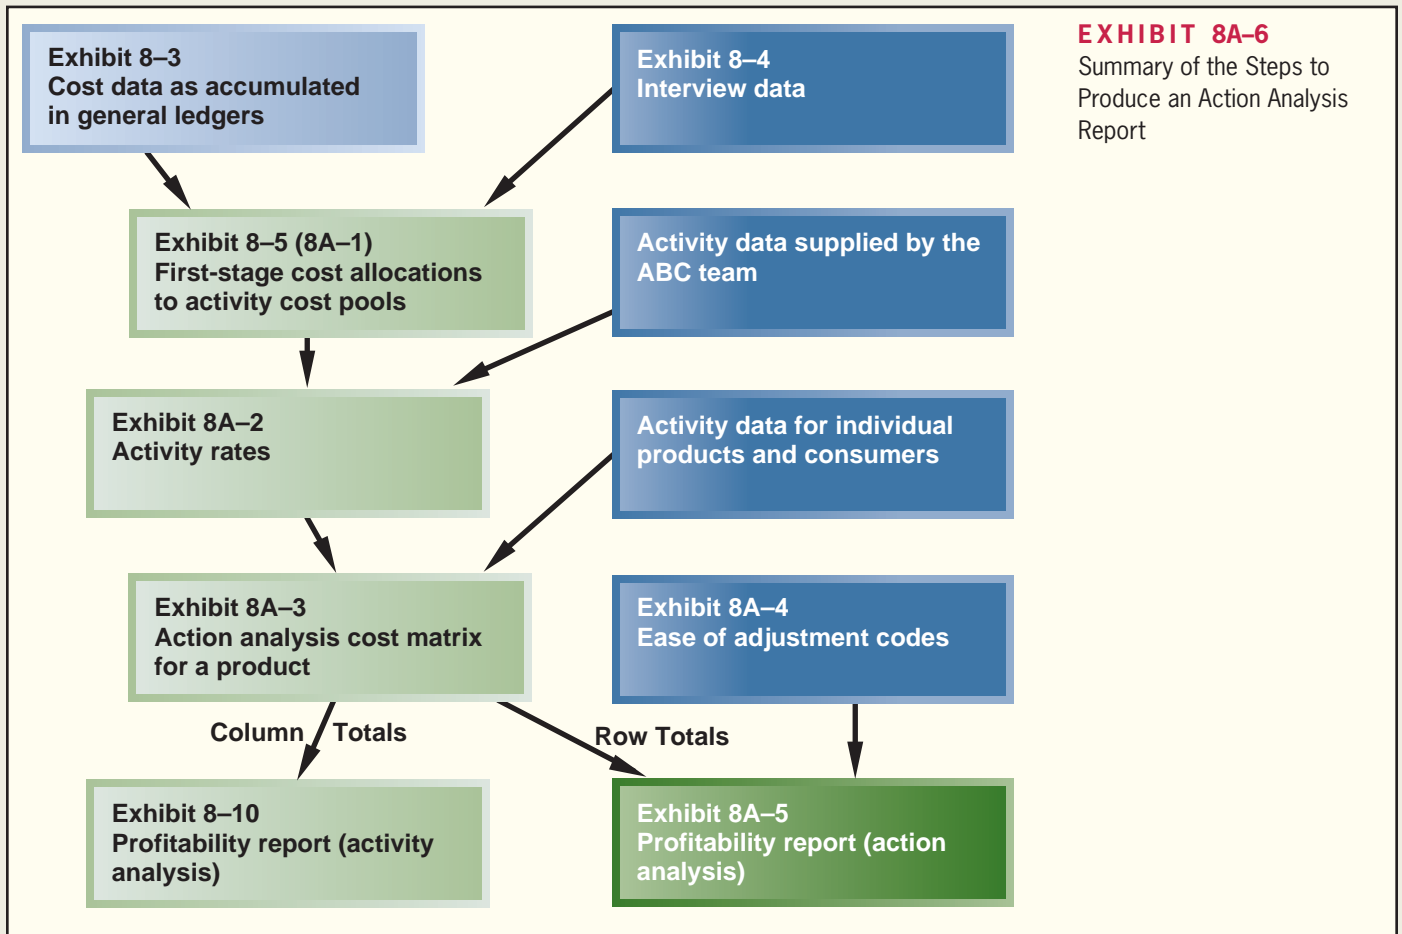 Exhibit 8–3
Cost data as accumulated
in general ledgers
Exhibit 8–4
Interview data
EXHIBIT 8A–6
Summary of the Steps to
Produce an Action Analysis
Report
Exhibit 8–5 (8A–1)
First-stage cost allocations
to activity cost pools
Activity data supplied by the
ABC team
Exhibit 8A–2
Activity rates
Activity data for individual
products and consumers
Exhibit 8A–3
Action analysis cost matrix
for a product
Exhibit 8A–4
Ease of adjustment codes
Column Totals
Row Totals
Exhibit 8–10
Profitability report (activity
analysis)
Exhibit 8A–5
Profitability report (action
analysis)